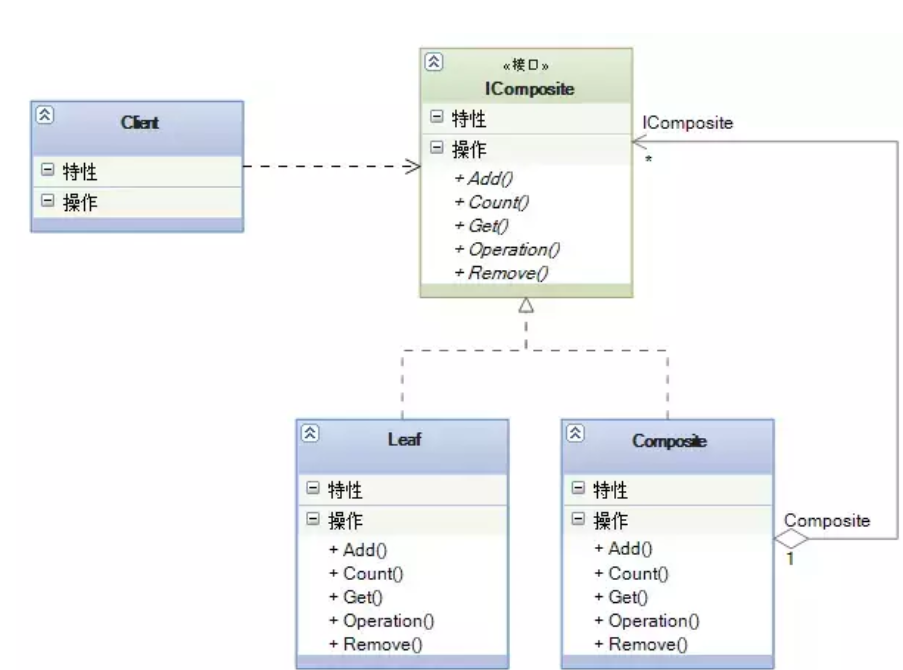 «接口»
IComposite
特性
操作
+ Add()
+ Count()
+ Get()
+ Operation()
+ Remove()
Client
特性
操作
IComposite
*
Leaf
特性
操作
+ Add()
+ Count()
+ Get()
+ Operation()
+ Remove()
Composite
特性
操作
+ Add()
+ Count()
+ Get()
+ Operation()
+ Remove()
Composite
1